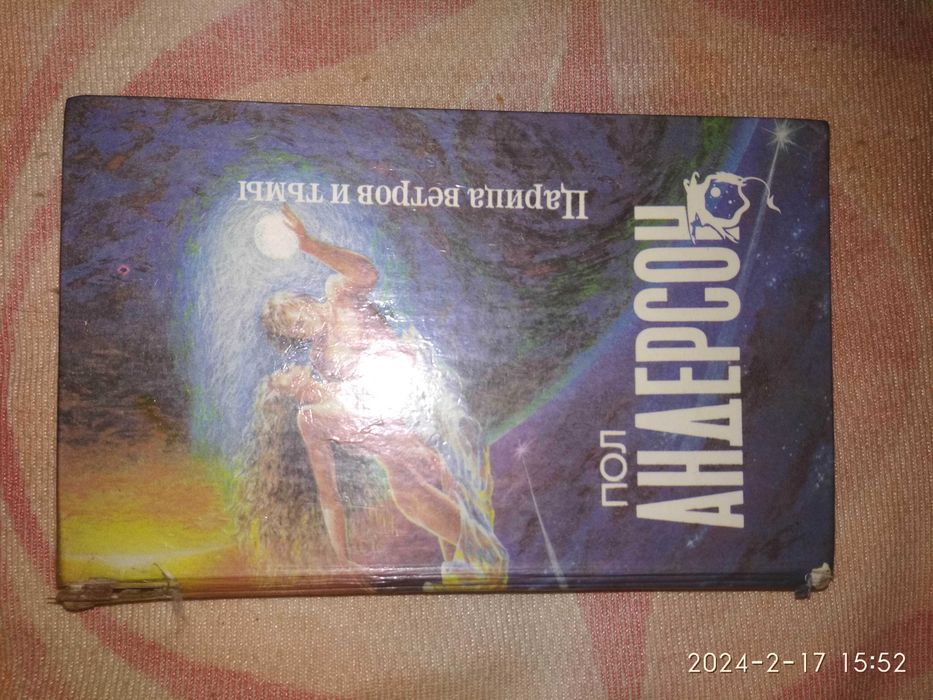 ПОЛ
АНДЕРСОН
Царица ветров и тьмы
2024-2-17 15:52